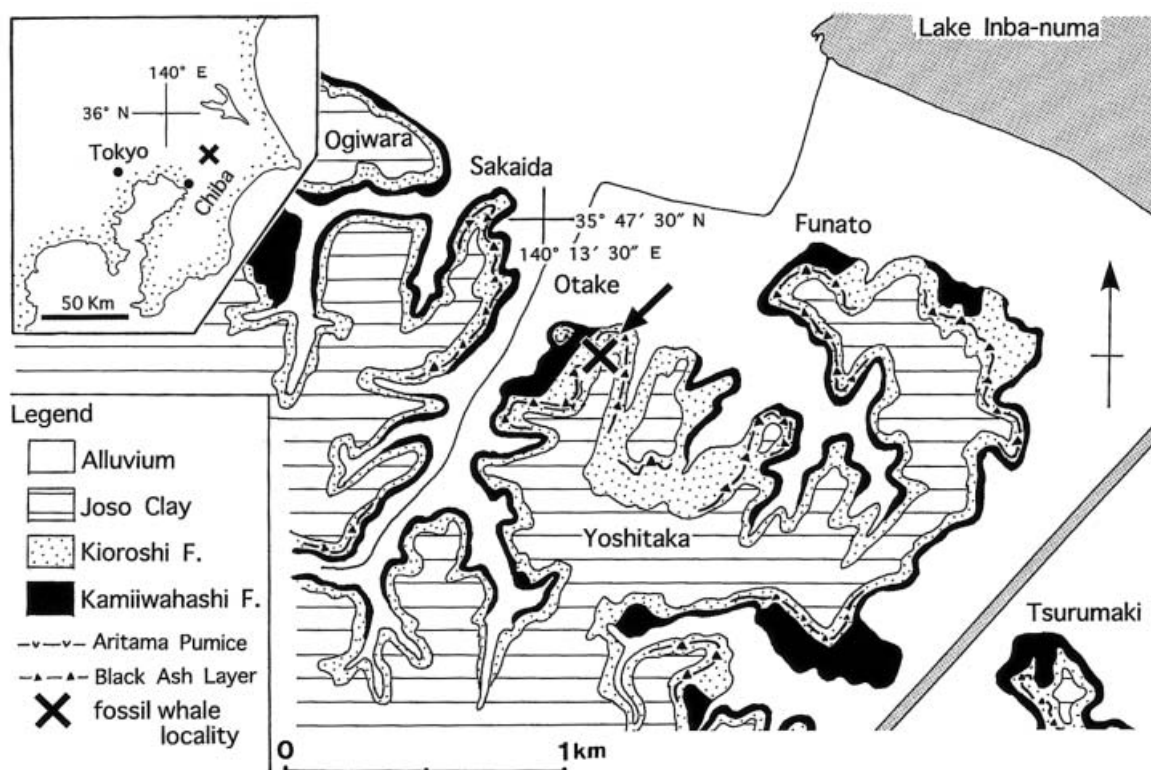 Lake Inba-numa
140° E
36° N
Tokyo
Chiba
50 Km
Ogiwara
Sakaida
35° 47′ 30″ N
140° 13′ 30″ E
Funato
Otake
Yoshitaka
Tsurumaki
Legend
Alluvium
Joso Clay
Kioroshi F.
Kamiiwahashi F.
Aritama Pumice
Black Ash Layer
fossil whale
locality
0 1km